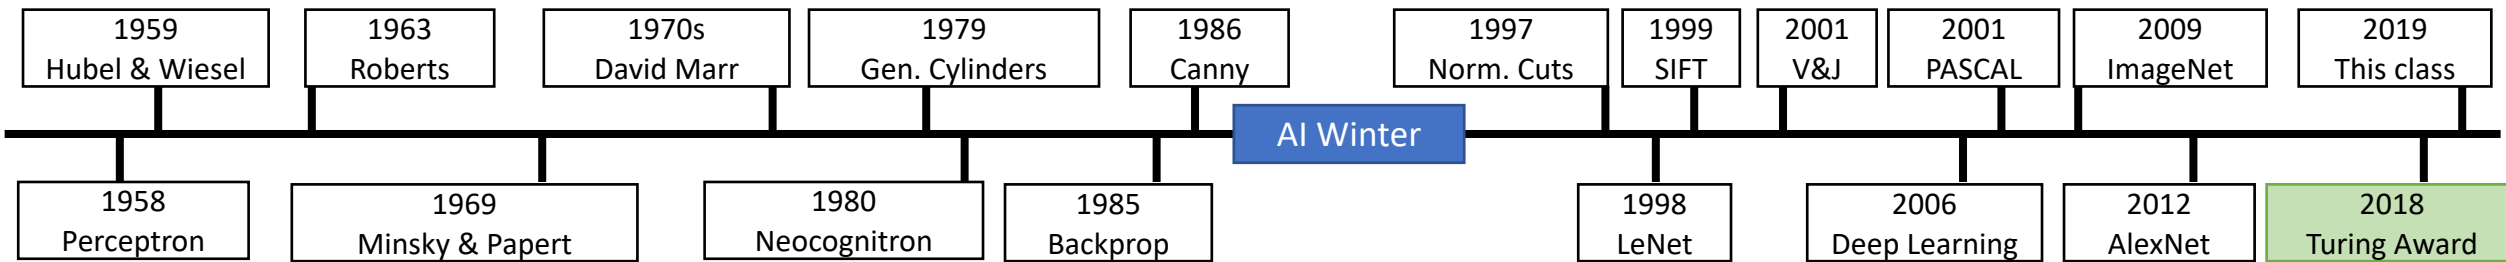 1959
Hubel & Wiesel
1963
Roberts
1970s
David Marr
1979
Gen. Cylinders
1986
Canny
1997
Norm. Cuts
1999
SIFT
2001
V&J
2001
PASCAL
2009
ImageNet
2019
This class
AI Winter
1958
Perceptron
1969
Minsky & Papert
1980
Neocognitron
1985
Backprop
1998
LeNet
2006
Deep Learning
2012
AlexNet
2018
Turing Award